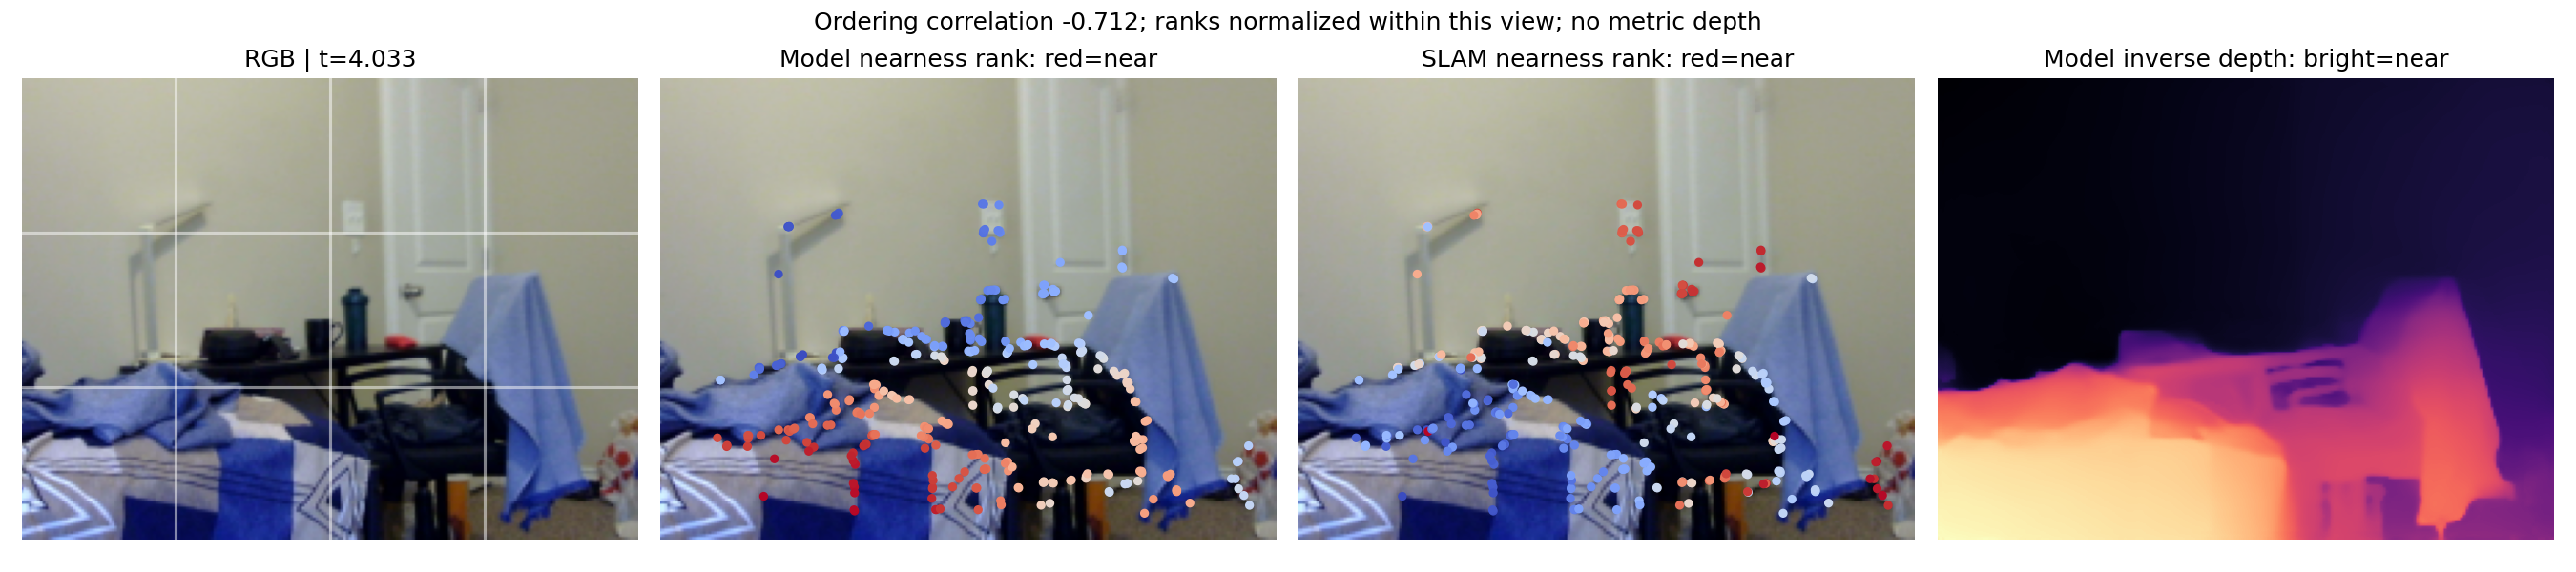 Ordering correlation -0.712; ranks normalized within this view; no metric depth
RGB | t=4.033
Model nearness rank: red=near
SLAM nearness rank: red=near
Model inverse depth: bright=near